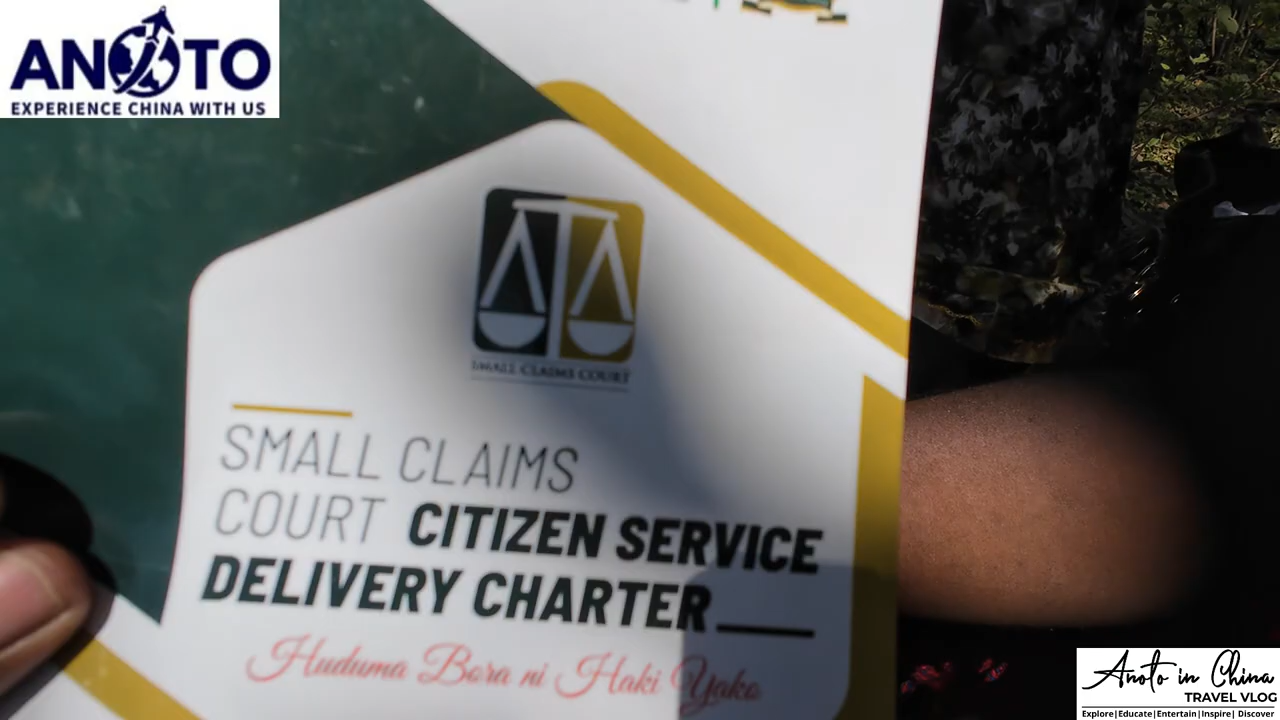 ANOTO
EXPERIENCE CHINA WITH US
SMALL CLAIMS COURT
SMALL CLAIMS
COURT CITIZEN SERVICE
DELIVERY CHARTER
Huduma Bora ni Haki Yako
Anoto in China
TRAVEL VLOG
Explore|Educate|Entertain|Inspire| Discover